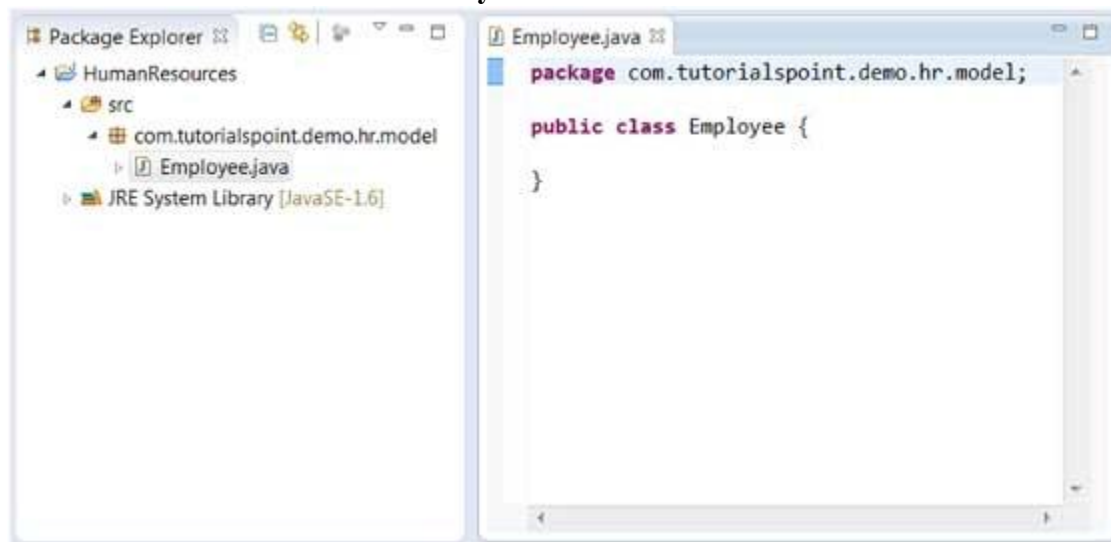 Package Explorer
HumanResources
src
com.tutorialspoint.demo.hr.model
Employee.java
JRE System Library [JavaSE-1.6]
Employee.java
package com.tutorialspoint.demo.hr.model;
public class Employee {
}